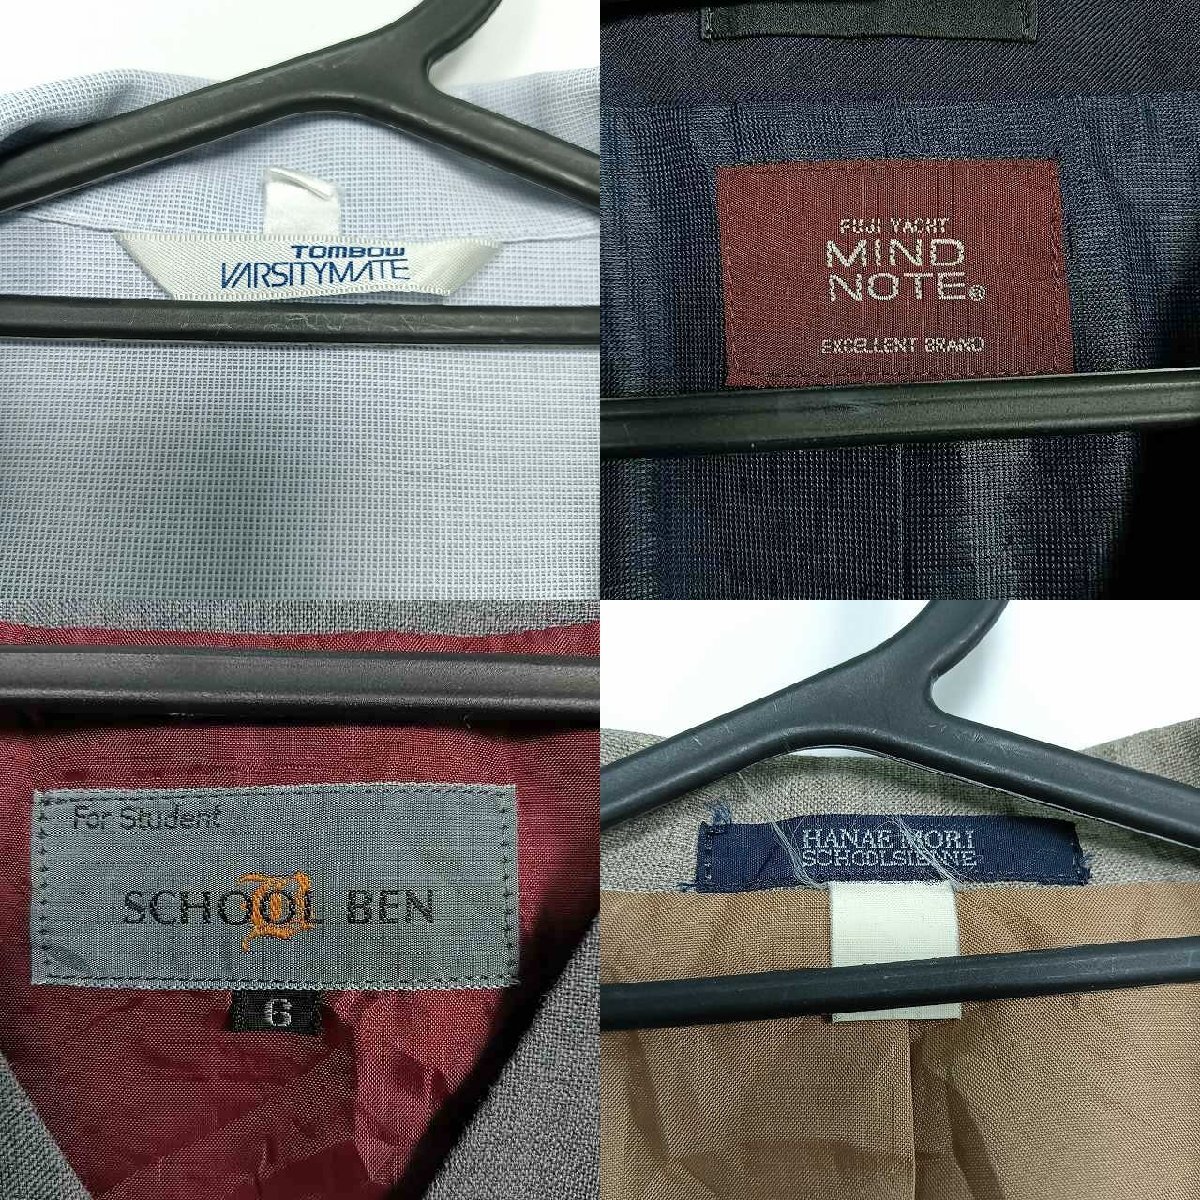 TOMBOW
VARSITYMATE
FUJI YACHT
MIND
NOTE®
EXCELLENT BRAND
For Student
SCHOOL BEN
6
HANAE MORI
SCHOOLSIENNE